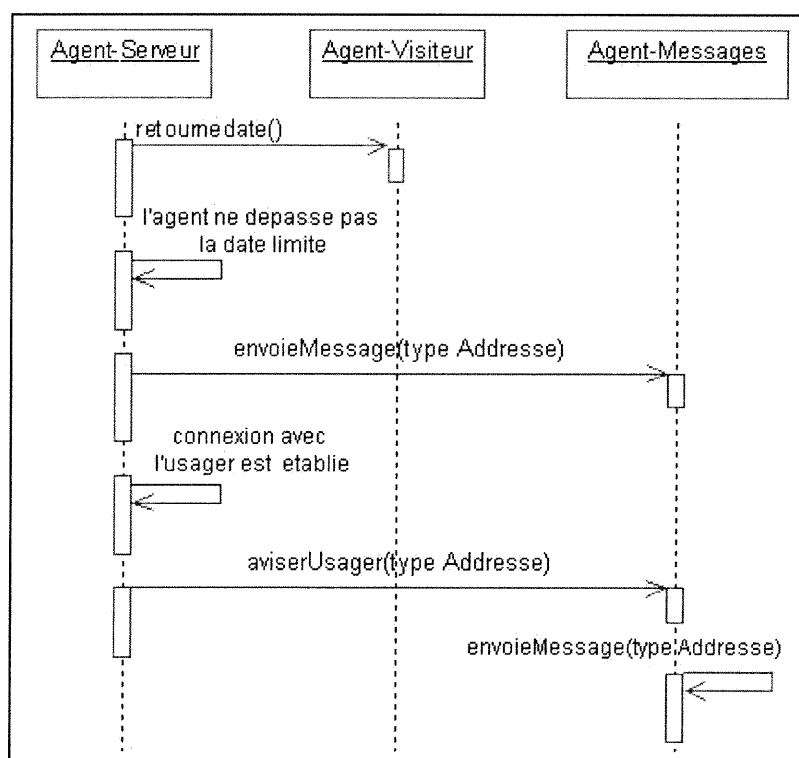 Agent-Serveur
Agent-Visiteur
Agent-Messages
retournedate()
l'agent ne depasse pas
la date limite
envoieMessage(type Addresse)
connexion avec
l'usager est etablie
aviserUsager(type Addresse)
envoieMessage(type Addresse)